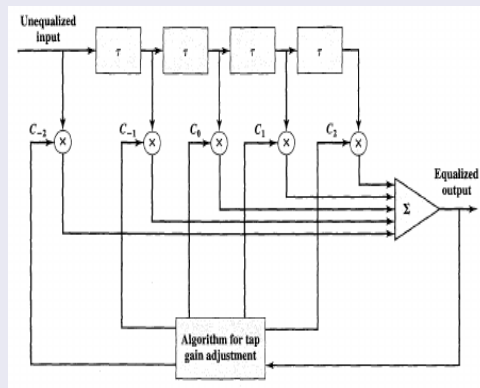 Unequalized
input
τ
τ
τ
τ
C₋₂
×
C₋₁
×
C₀
×
C₁
×
C₂
×
Equalized
output
Σ
Algorithm for tap
gain adjustment